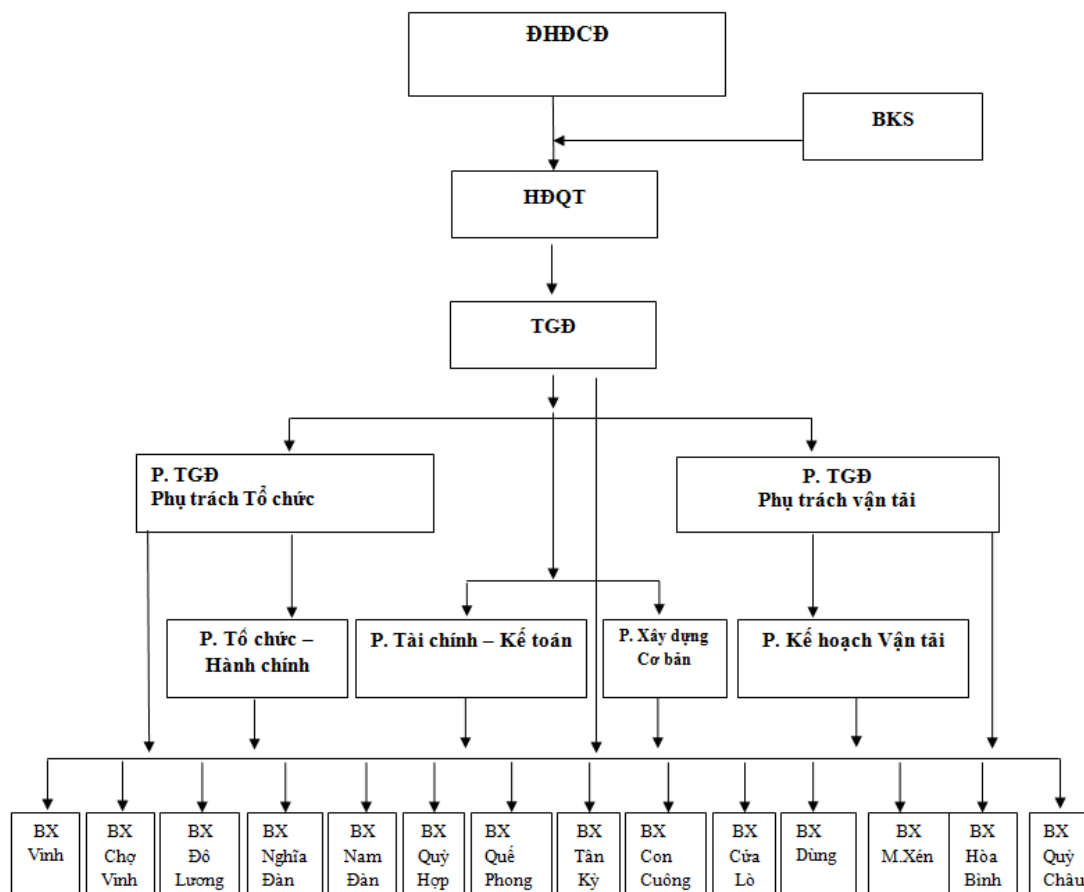 ĐHĐCĐ
BKS
HĐQT
TGĐ
P. TGĐ
Phụ trách Tổ chức
P. TGĐ
Phụ trách vận tải
P. Tổ chức –
Hành chính
P. Tài chính – Kế toán
P. Xây dựng
Cơ bản
P. Kế hoạch Vận tải
BX
Vinh
BX
Chợ
Vinh
BX
Đô
Lương
BX
Nghĩa
Đàn
BX
Nam
Đàn
BX
Quỳ
Hợp
BX
Quế
Phong
BX
Tân
Kỳ
BX
Con
Cuông
BX
Cửa
Lò
BX
Dùng
BX
M.Xén
BX
Hòa
Bình
BX
Quỳ
Châu